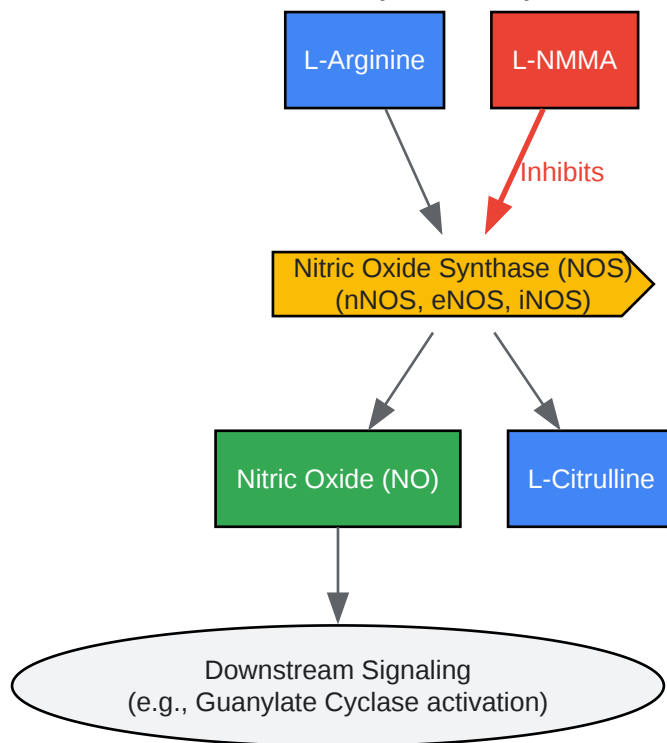 L-Arginine
L-NMMA
Inhibits
Nitric Oxide Synthase (NOS)
(nNOS, eNOS, iNOS)
Nitric Oxide (NO)
L-Citrulline
Downstream Signaling
(e.g., Guanylate Cyclase activation)